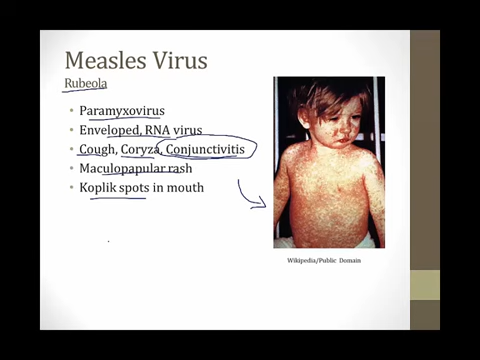 Measles Virus
Rubeola
• Paramyxovirus
• Enveloped, RNA virus
• Cough, Coryza, Conjunctivitis
• Maculopapular rash
• Koplik spots in mouth
Wikipedia/Public Domain